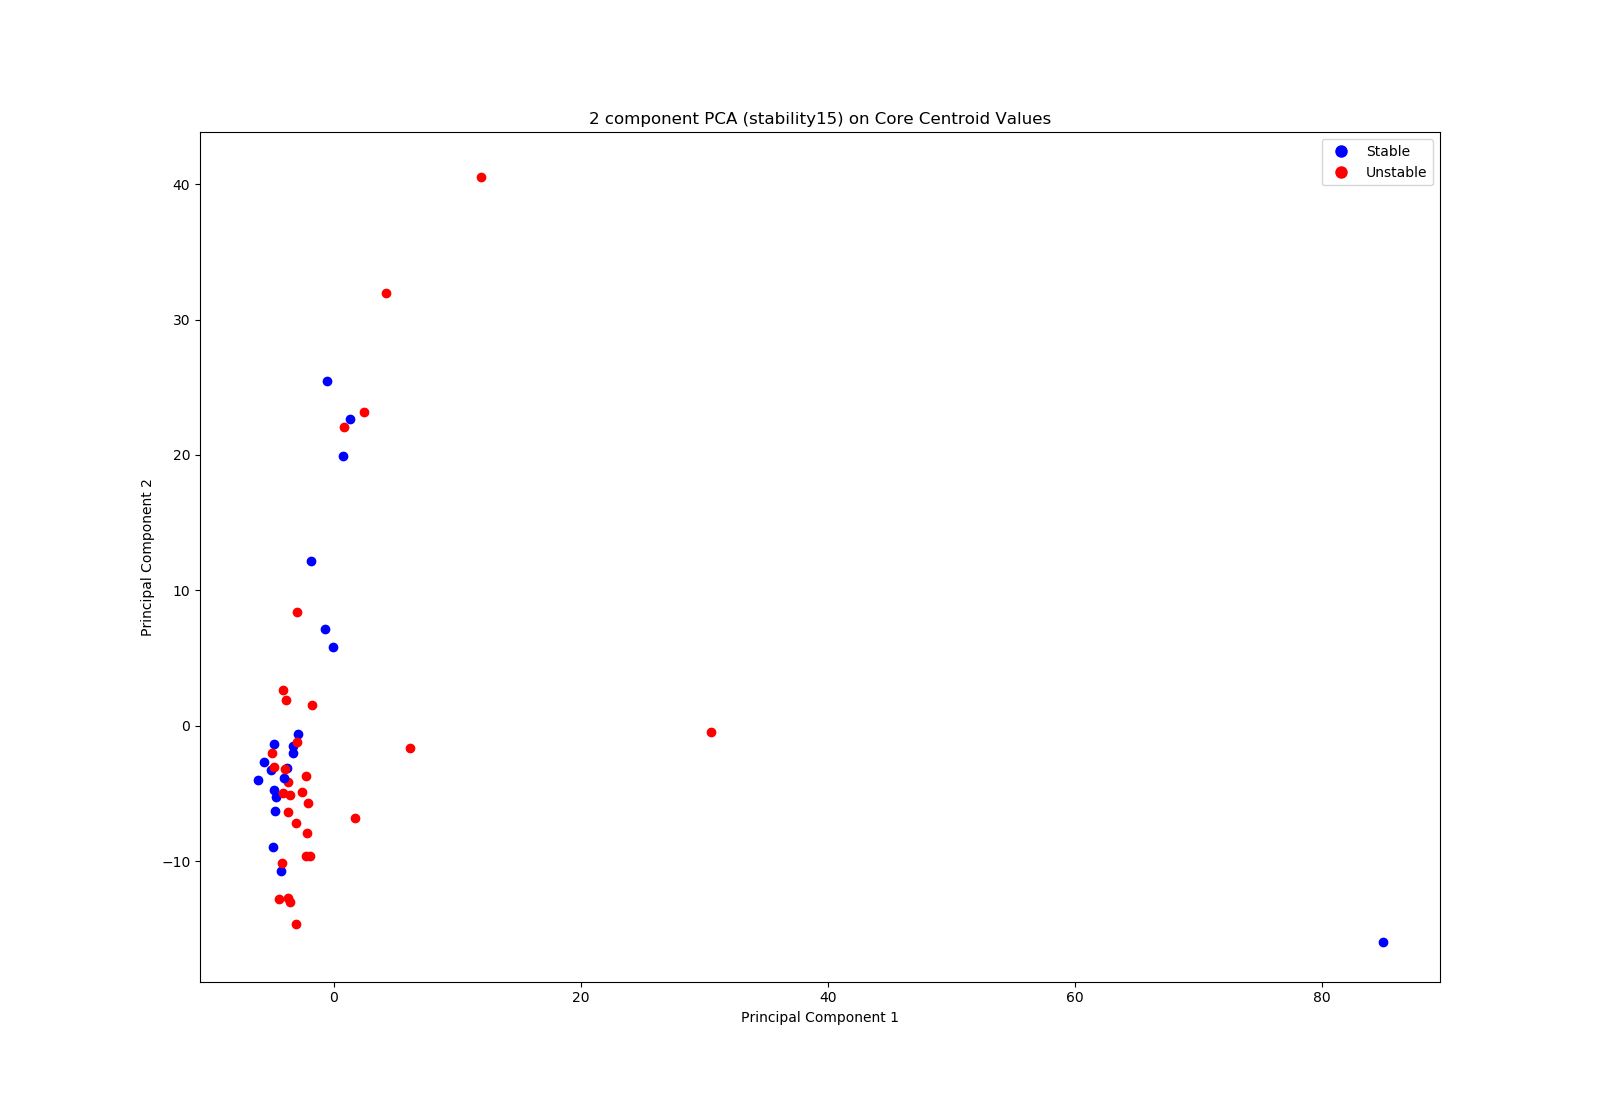 2 component PCA (stability15) on Core Centroid Values
Stable
Unstable
40
30
20
10
0
−10
Principal Component 2
0
20
40
60
80
Principal Component 1